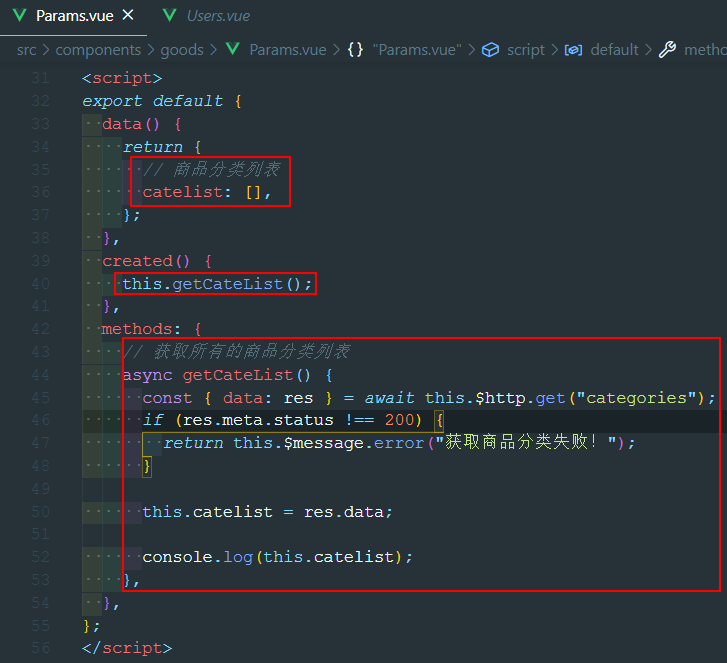 Params.vue × Users.vue
src > components > goods > Params.vue > {} "Params.vue" > script > default > metho
31 <script>
32 export default {
33 data() {
34 return {
35 // 商品分类列表
36 catelist: [],
37 };
38 },
39 created() {
40 this.getCateList();
41 },
42 methods: {
43 // 获取所有的商品分类列表
44 async getCateList() {
45 const { data: res } = await this.$http.get("categories");
46 if (res.meta.status !== 200) {
47 return this.$message.error("获取商品分类失败！");
48 }
49
50 this.catelist = res.data;
51
52 console.log(this.catelist);
53 },
54 },
55 };
56 </script>